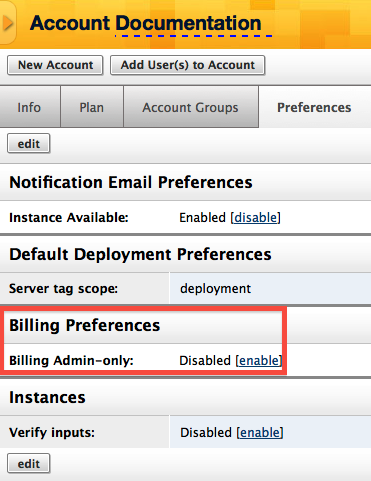 Account Documentation
New Account Add User(s) to Account
Info Plan Account Groups Preferences
edit
Notification Email Preferences
Instance Available: Enabled [disable]
Default Deployment Preferences
Server tag scope: deployment
Billing Preferences
Billing Admin-only: Disabled [enable]
Instances
Verify inputs: Disabled [enable]
edit